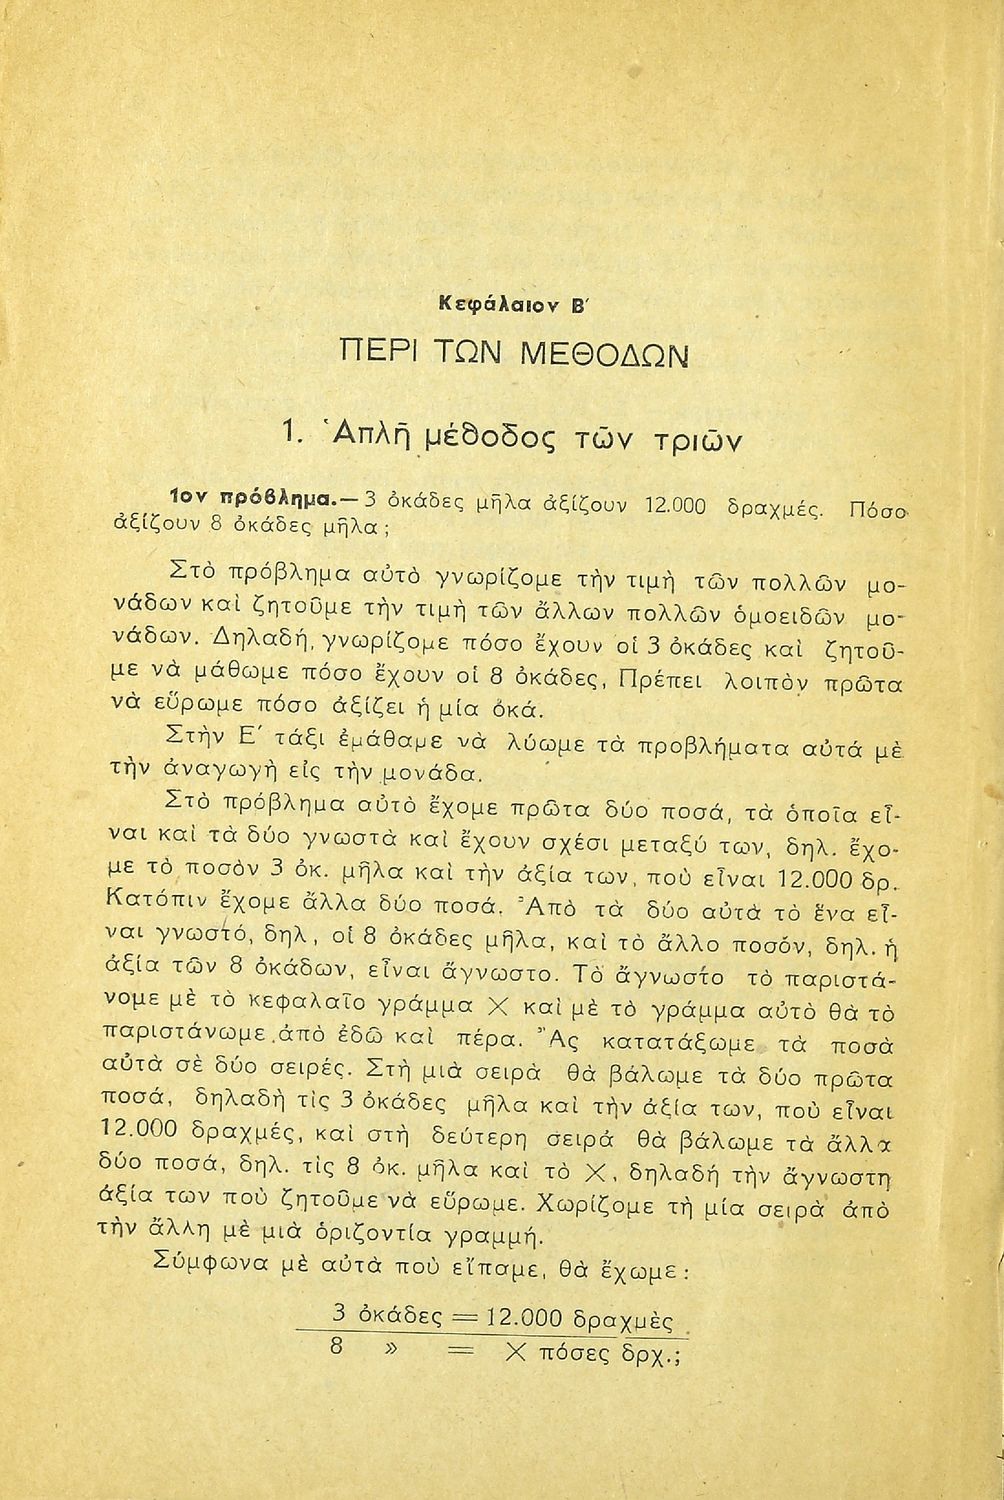 Κεφάλαιον Β′
ΠΕΡΙ ΤΩΝ ΜΕΘΟΔΩΝ
1. Ἁπλῆ μέθοδος τῶν τριῶν
1ον πρόβλημα.— 3 ὀκάδες μῆλα ἀξίζουν 12.000 δραχμές. Πόσο
ἀξίζουν 8 ὀκάδες μῆλα;
Στὸ πρόβλημα αὐτὸ γνωρίζομε τὴν τιμὴ τῶν πολλῶν μο-
νάδων καὶ ζητοῦμε τὴν τιμὴ τῶν ἄλλων πολλῶν ὁμοειδῶν μο-
νάδων. Δηλαδή, γνωρίζομε πόσο ἔχουν οἱ 3 ὀκάδες καὶ ζητοῦ-
με νὰ μάθωμε πόσο ἔχουν οἱ 8 ὀκάδες, Πρέπει λοιπὸν πρῶτα
νὰ εὕρωμε πόσο ἀξίζει ἡ μία ὀκά.
Στὴν Ε′ τάξι ἐμάθαμε νὰ λύωμε τὰ προβλήματα αὐτά μὲ
τὴν ἀναγωγὴ εἰς τὴν μονάδα.
Στὸ πρόβλημα αὐτὸ ἔχομε πρῶτα δύο ποσά, τὰ ὁποῖα εἶ-
ναι καὶ τὰ δύο γνωστὰ καὶ ἔχουν σχέσι μεταξύ των, δηλ. ἔχο-
με τὸ ποσὸν 3 ὀκ. μῆλα καὶ τὴν ἀξία των, ποὺ εἶναι 12.000 δρ.
Κατόπιν ἔχομε ἄλλα δύο ποσά. Ἀπὸ τὰ δύο αὐτὰ τὸ ἕνα εἶ-
ναι γνωστό, δηλ, οἱ 8 ὀκάδες μῆλα, καὶ τὸ ἄλλο ποσόν, δηλ. ἡ
ἀξία τῶν 8 ὀκάδων, εἶναι ἄγνωστο. Τὸ ἄγνωστο τὸ παριστά-
νομε μὲ τὸ κεφαλαῖο γράμμα Χ καὶ μὲ τὸ γράμμα αὐτὸ θὰ τὸ
παριστάνωμε ἀπὸ ἐδῶ καὶ πέρα. Ἂς κατατάξωμε τὰ ποσὰ
αὐτὰ σὲ δύο σειρές. Στὴ μιὰ σειρὰ θὰ βάλωμε τὰ δύο πρῶτα
ποσά, δηλαδὴ τὶς 3 ὀκάδες μῆλα καὶ τὴν ἀξία των, ποὺ εἶναι
12.000 δραχμές, καὶ στὴ δεύτερη σειρὰ θὰ βάλωμε τὰ ἄλλα
δύο ποσά, δηλ. τὶς 8 ὀκ. μῆλα καὶ τὸ Χ, δηλαδὴ τὴν ἄγνωστη
ἀξία των ποὺ ζητοῦμε νὰ εὕρωμε. Χωρίζομε τὴ μία σειρὰ ἀπὸ
τὴν ἄλλη μὲ μιὰ ὁριζοντία γραμμή.
Σύμφωνα μὲ αὐτὰ ποὺ εἴπαμε, θὰ ἔχωμε:
3 ὀκάδες = 12.000 δραχμὲς
8 » = Χ πόσες δρχ.;